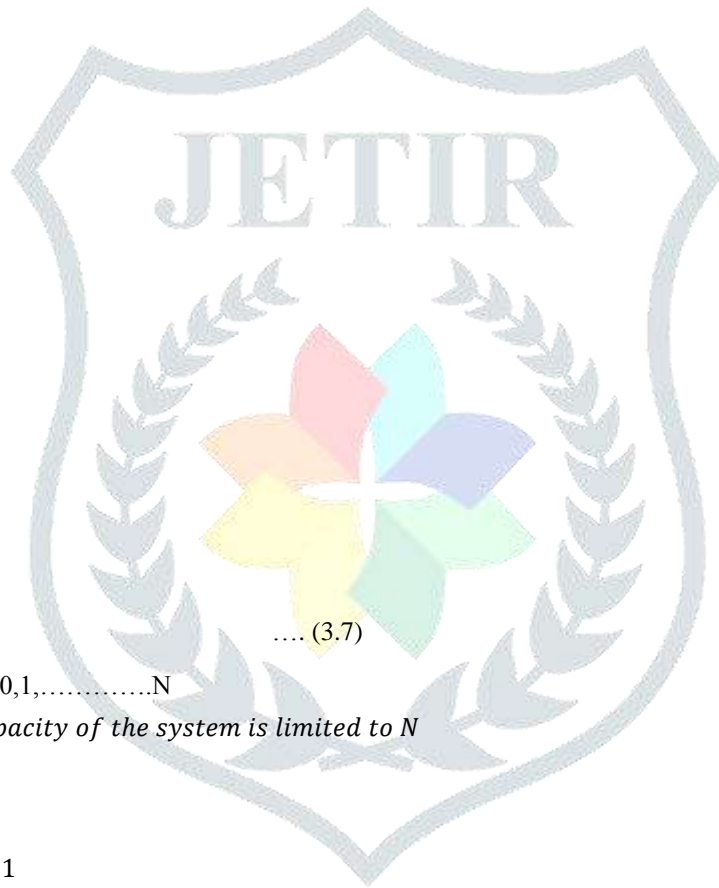 JETIR
…. (3.7)
0,1,………….N
pacity of the system is limited to N
1